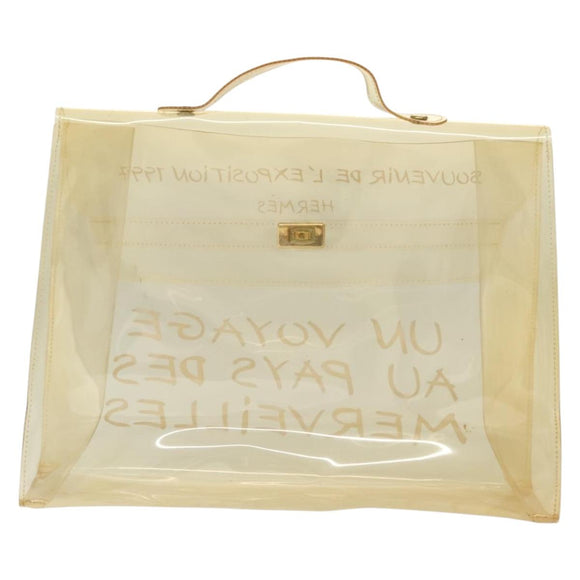 SOUVENIR DE L'EXPOSiTiON 1997
HERMÈS
UN VOYAGE
AU PAYS DES
MERVEiLLES